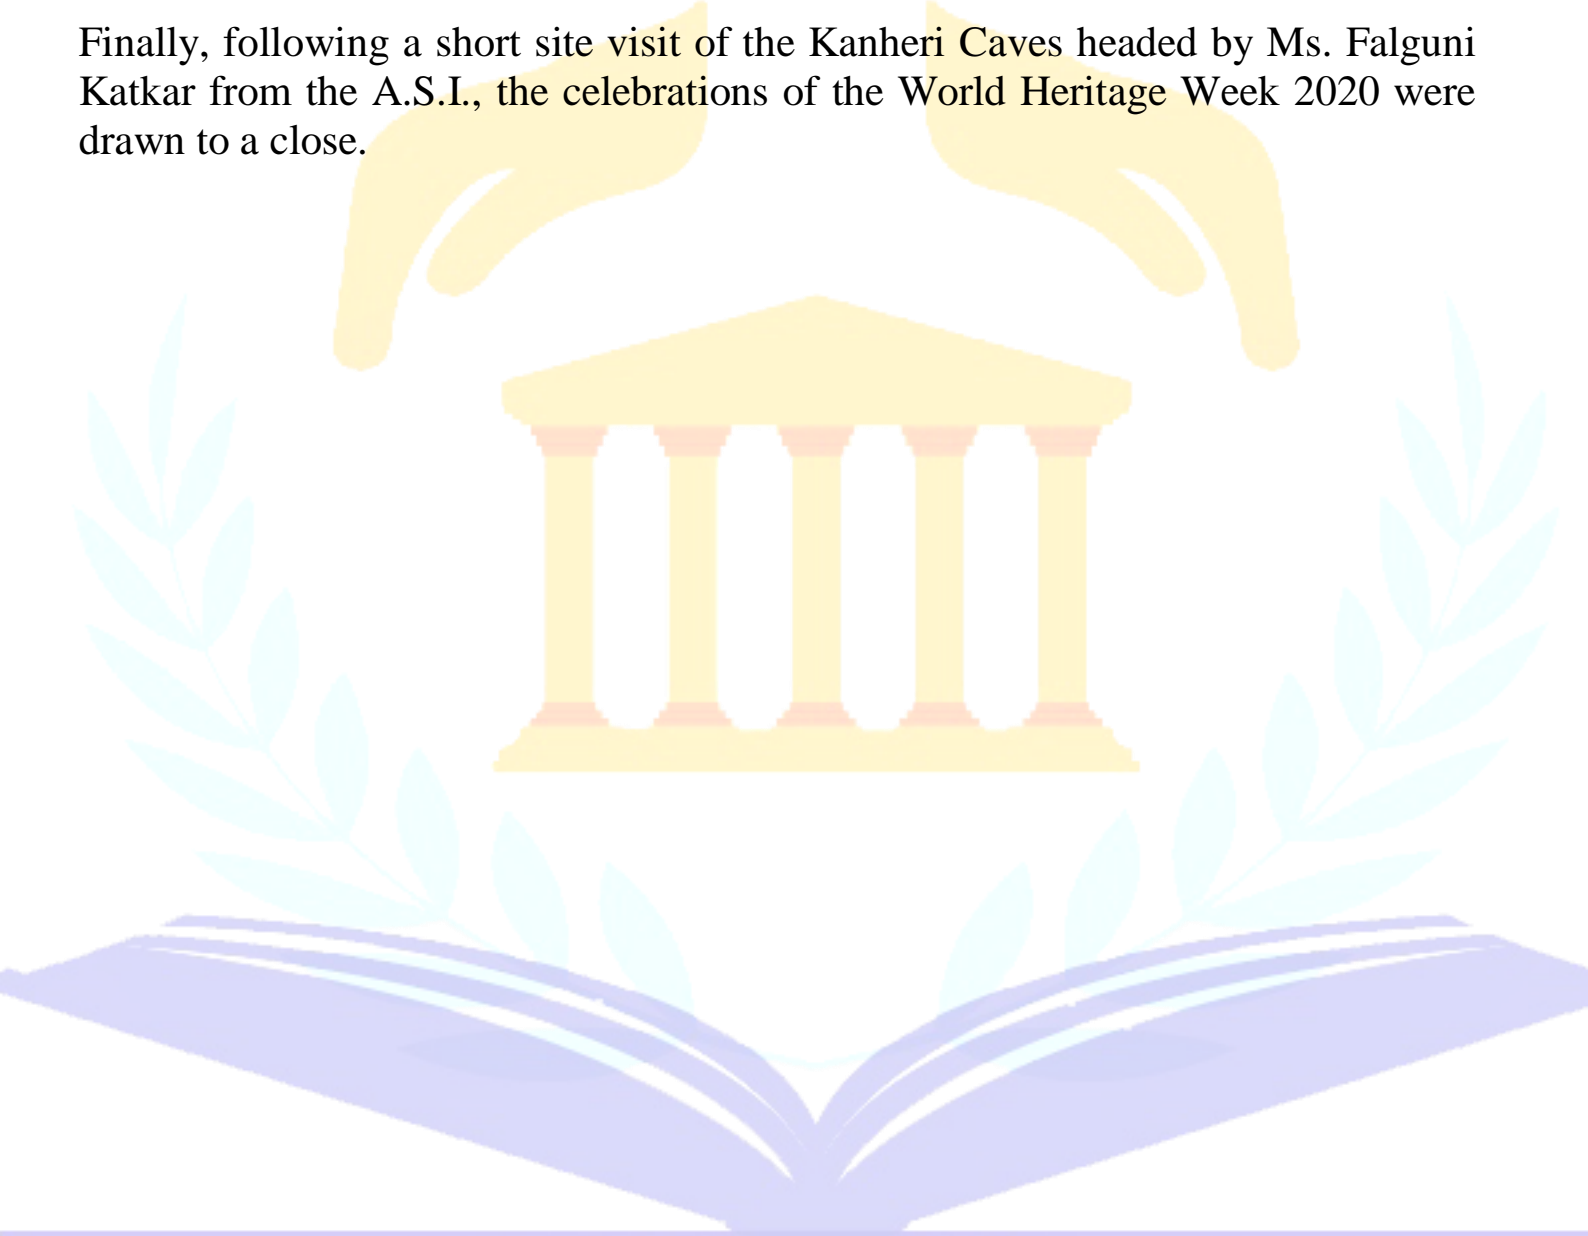 Finally, following a short site visit of the Kanheri Caves headed by Ms. Falguni
Katkar from the A.S.I., the celebrations of the World Heritage Week 2020 were
drawn to a close.